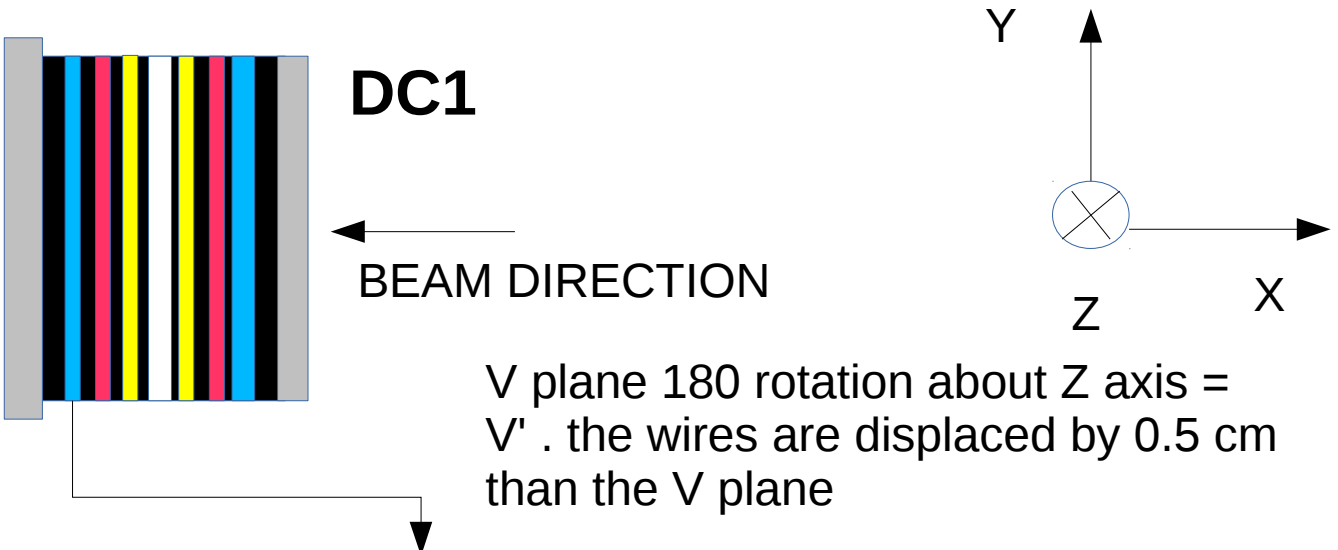 Y
DC1
BEAM DIRECTION
X
Z
V plane 180 rotation about Z axis =
V' . the wires are displaced by 0.5 cm
than the V plane